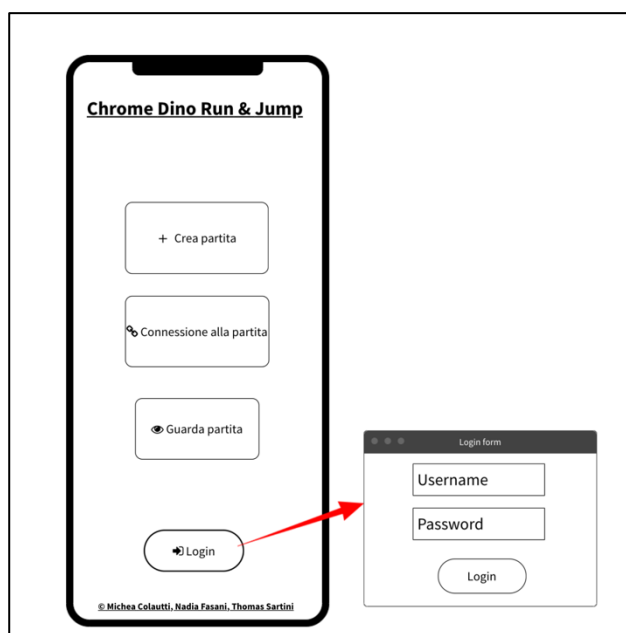 Chrome Dino Run & Jump
+ Crea partita
Connessione alla partita
Guarda partita
Login
© Michea Colautti, Nadia Fasani, Thomas Sartini
Login form
Username
Password
Login